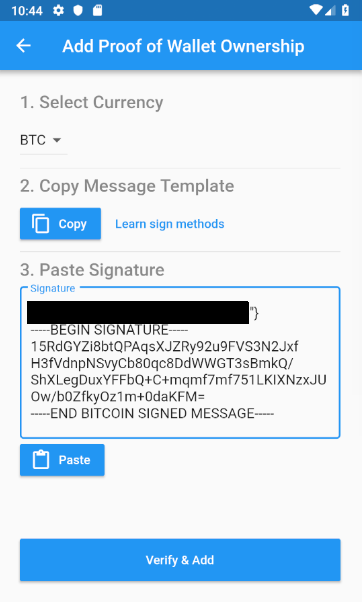 10:44
Add Proof of Wallet Ownership
1. Select Currency
BTC
2. Copy Message Template
Copy
Learn sign methods
3. Paste Signature
Signature
"}
-----BEGIN SIGNATURE-----
15RdGYZi8btQPAqsXJZRy92u9FVS3N2Jxf
H3fVdnpNSvyCb80qc8DdWWGT3sBmkQ/
ShXLegDuxYFFbQ+C+mqmf7mf751LKIXNzxJU
Ow/b0ZfkyOz1m+0daKFM=
-----END BITCOIN SIGNED MESSAGE-----
Paste
Verify & Add